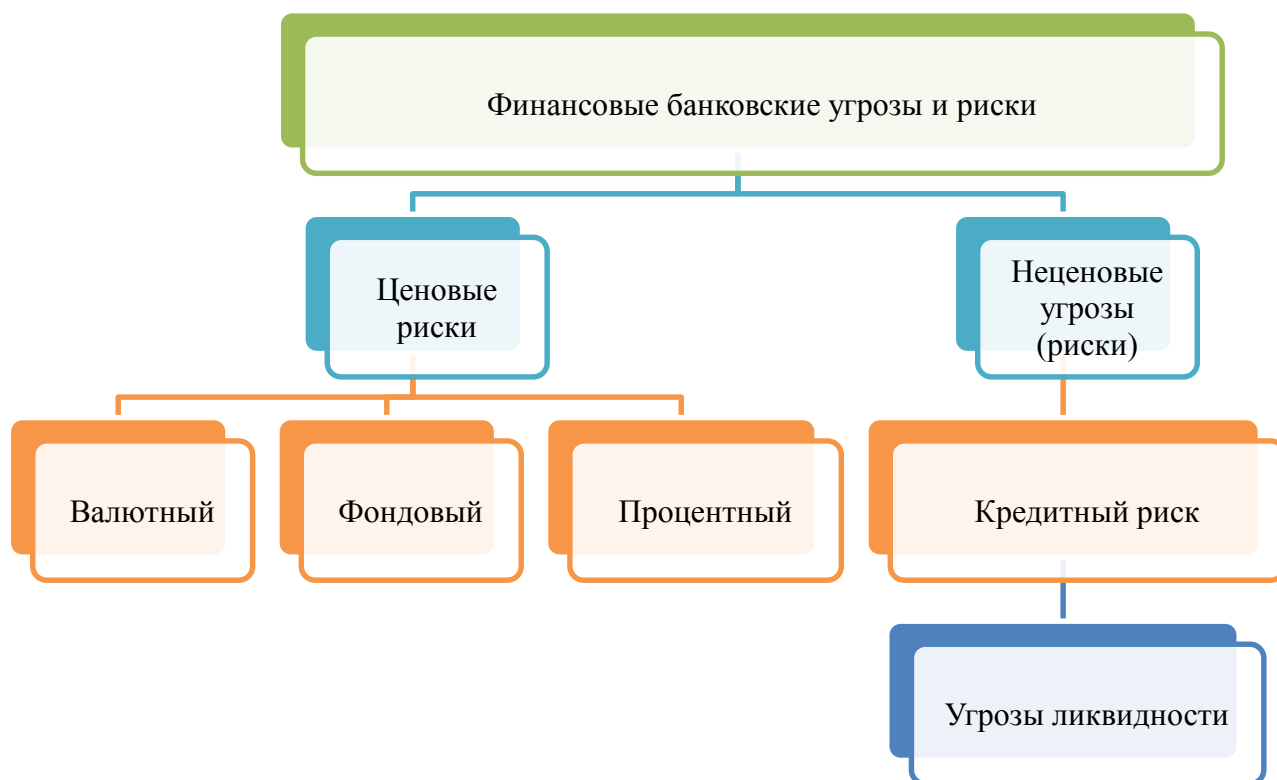 Финансовые банковские угрозы и риски
Ценовые
риски
Неценовые
угрозы
(риски)
Валютный
Фондовый
Процентный
Кредитный риск
Угрозы ликвидности